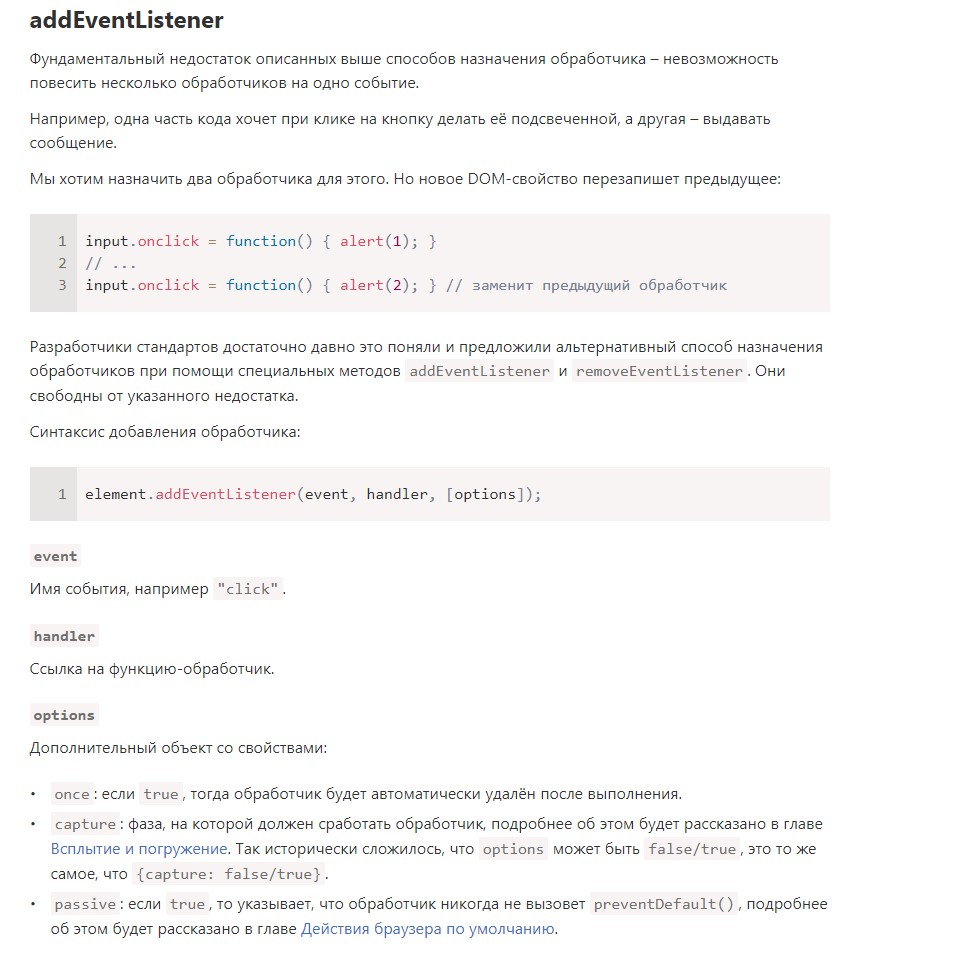 addEventListener
Фундаментальный недостаток описанных выше способов назначения обработчика – невозможность
повесить несколько обработчиков на одно событие.
Например, одна часть кода хочет при клике на кнопку делать её подсвеченной, а другая – выдавать
сообщение.
Мы хотим назначить два обработчика для этого. Но новое DOM-свойство перезапишет предыдущее:
1 input.onclick = function() { alert(1); }
2 // ...
3 input.onclick = function() { alert(2); } // заменит предыдущий обработчик
Разработчики стандартов достаточно давно это поняли и предложили альтернативный способ назначения
обработчиков при помощи специальных методов addEventListener и removeEventListener. Они
свободны от указанного недостатка.
Синтаксис добавления обработчика:
1 element.addEventListener(event, handler, [options]);
event
Имя события, например "click".
handler
Ссылка на функцию-обработчик.
options
Дополнительный объект со свойствами:
• once: если true, тогда обработчик будет автоматически удалён после выполнения.
• capture: фаза, на которой должен сработать обработчик, подробнее об этом будет рассказано в главе
Всплытие и погружение. Так исторически сложилось, что options может быть false/true, это то же
самое, что {capture: false/true}.
• passive: если true, то указывает, что обработчик никогда не вызовет preventDefault(), подробнее
об этом будет рассказано в главе Действия браузера по умолчанию.